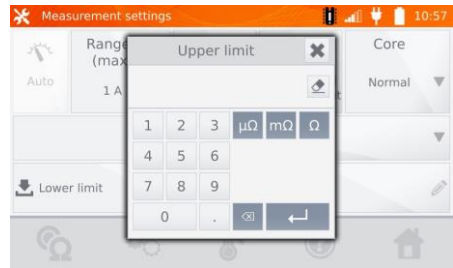 Measurement settings 10:57
Auto
Range
(max
1 A
Core
Normal
Upper limit
1 2 3 μΩ mΩ Ω
4 5 6
7 8 9
0 .
Lower limit